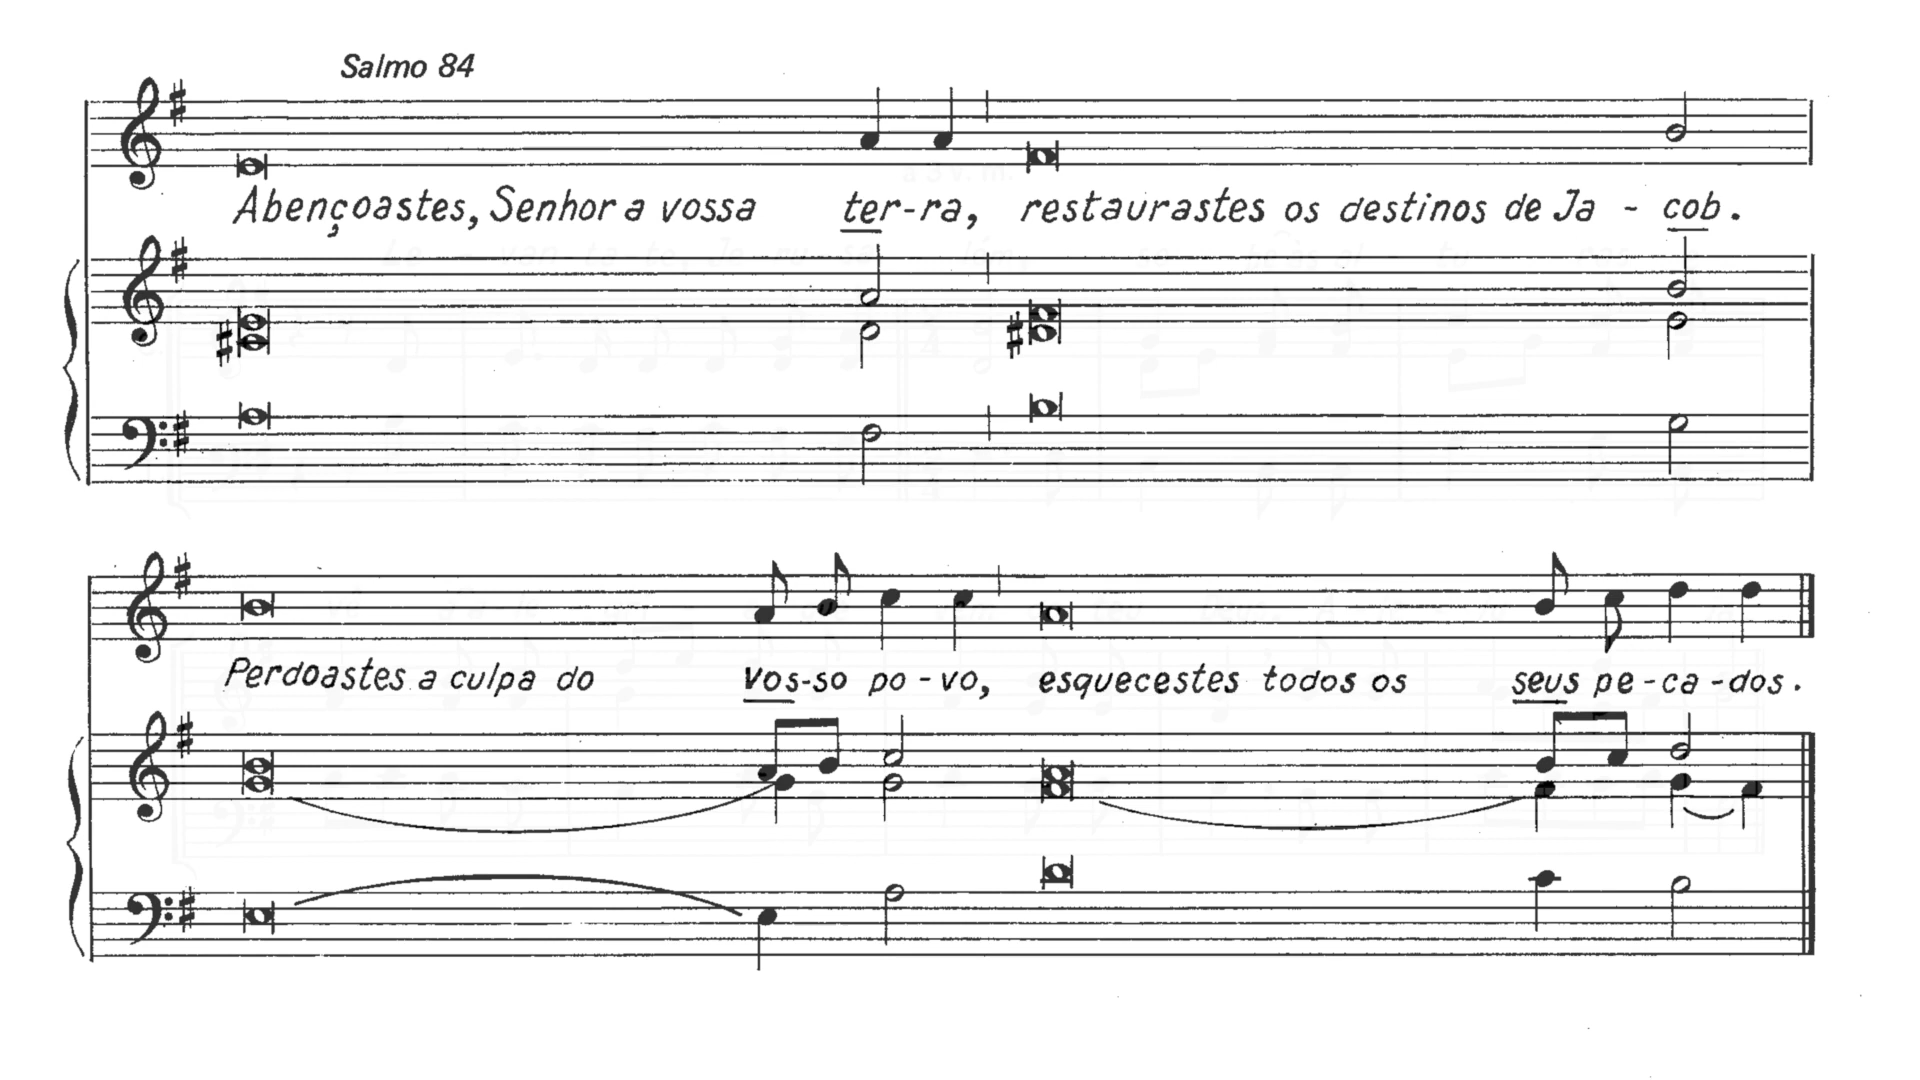 Salmo 84
Abençoastes, Senhor a vossa ter-ra, restaurastes os destinos de Ja - cob.
Perdoastes a culpa do vos-so po-vo, esquecestes todos os seus pe-ca-dos.